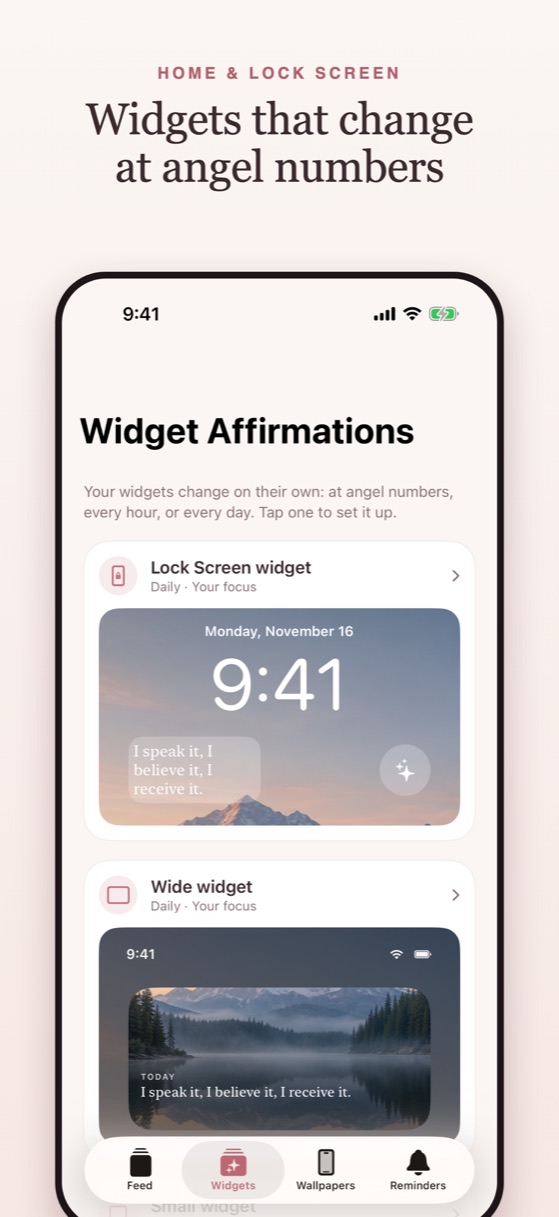 HOME & LOCK SCREEN
Widgets that change
at angel numbers
9:41
Widget Affirmations
Your widgets change on their own: at angel numbers,
every hour, or every day. Tap one to set it up.
Lock Screen widget
Daily · Your focus
Monday, November 16
9:41
I speak it, I
believe it, I
receive it.
Wide widget
Daily · Your focus
9:41
TODAY
I speak it, I believe it, I receive it.
Feed
Widgets
Wallpapers
Reminders
Small widget